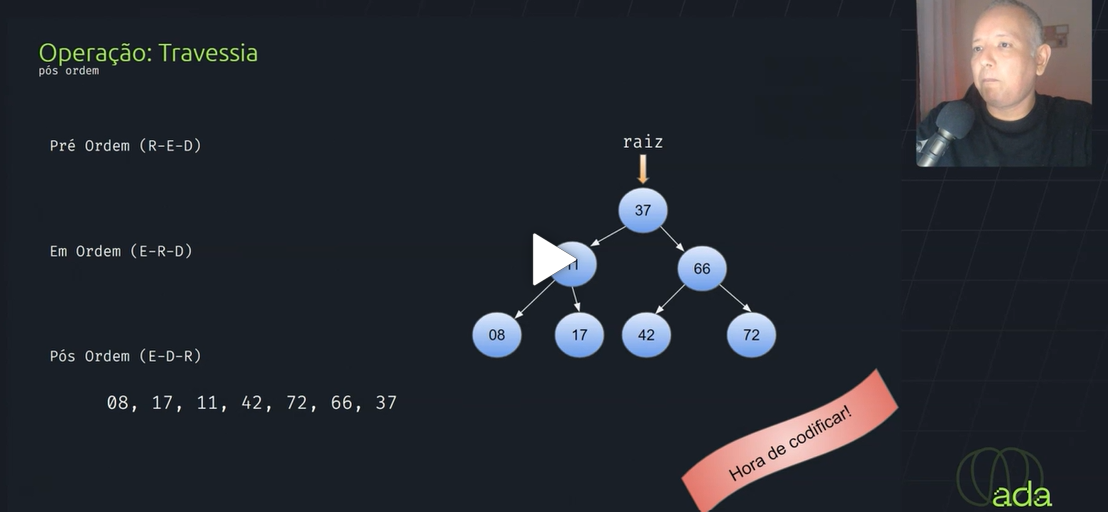 Operação: Travessia
pós ordem
Pré Ordem (R-E-D)
raiz
37
Em Ordem (E-R-D)
11
66
08
17
42
72
Pós Ordem (E-D-R)
08, 17, 11, 42, 72, 66, 37
Hora de codificar!
ada